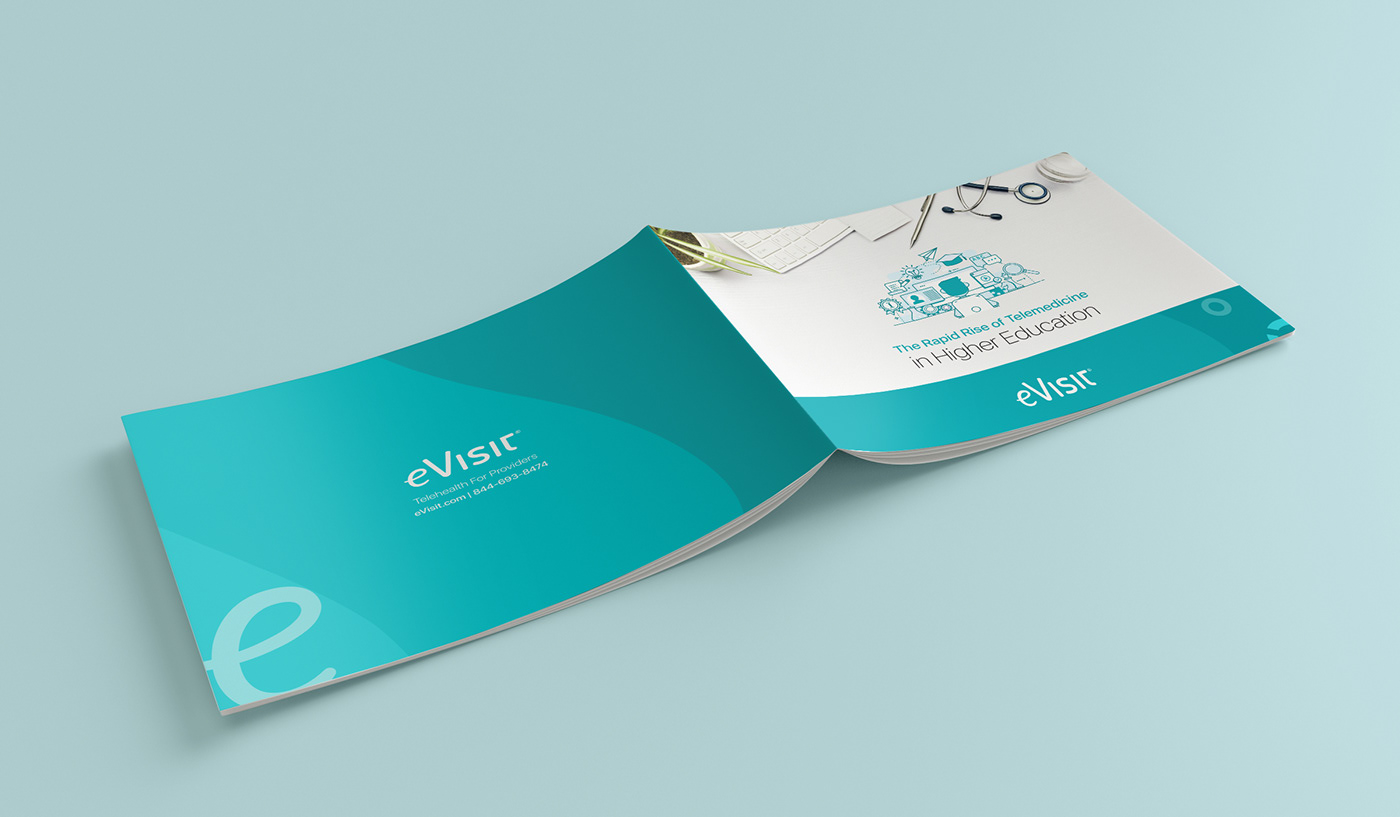 The Rapid Rise of Telemedicine
in Higher Education
eVisit®
eVisit®
Telehealth For Providers
eVisit.com | 844-693-8474
e